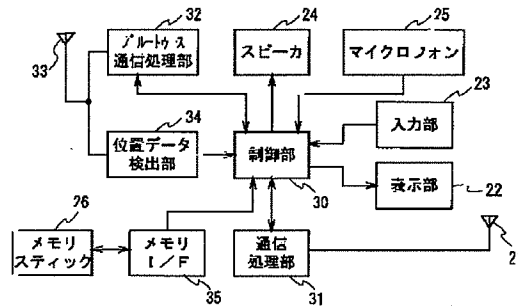 32
24
25
33
ブルートゥース
通信処理部
スピーカ
マイクロフォン
23
34
入力部
位置データ
検出部
制御部
表示部
26
30
22
メモリ
スティック
メモリ
I/F
通信
処理部
2
35
31